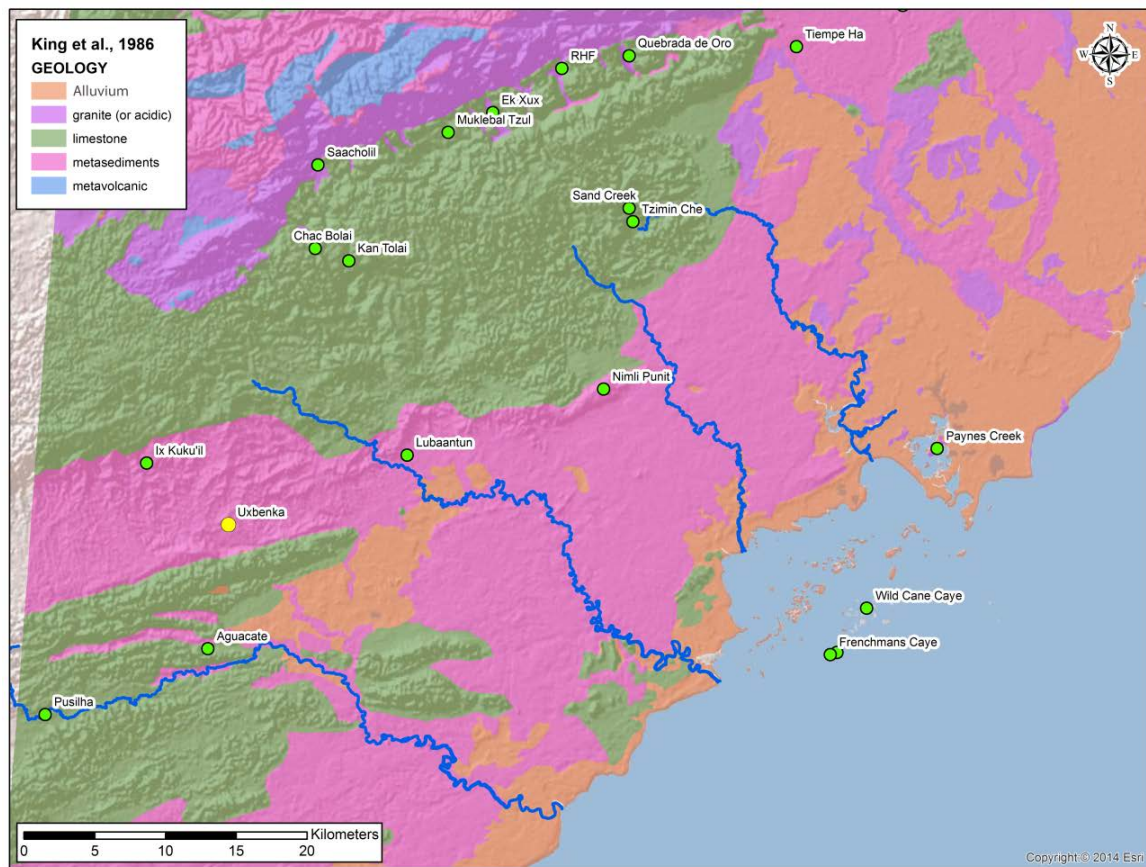 King et al., 1986
GEOLOGY
Alluvium
granite (or acidic)
limestone
metasediments
metavolcanic
N
W E
S
Tiempe Ha
Quebrada de Oro
RHF
Ek Xux
Muklebal Tzul
Saacholil
Sand Creek
Tzimin Che
Chac Bolai
Kan Tolai
Nimli Punit
Lubaantun
Paynes Creek
Ix Kuku'il
Uxbenka
Wild Cane Caye
Aguacate
Frenchmans Caye
Pusilha
Kilometers
0 5 10 15 20
Copyright:© 2014 Esri